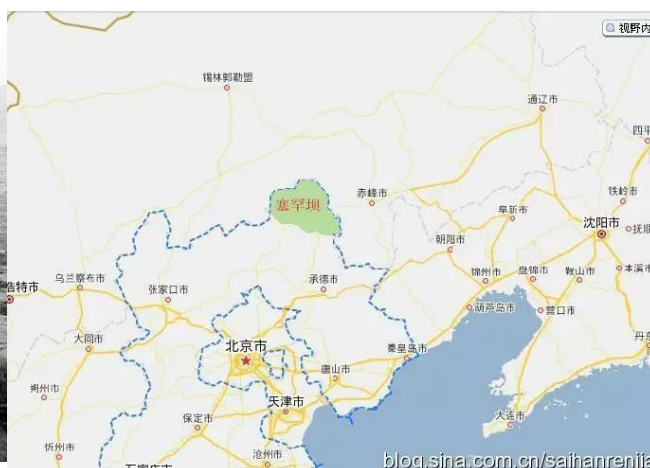 视野内
锡林郭勒盟
通辽市
四平
塞罕坝
赤峰市
铁岭市
阜新市
沈阳市
抚顺
朝阳市
本溪市
浩特市
乌兰察布市
张家口市
承德市
锦州市
盘锦市
鞍山市
葫芦岛市
营口市
大同市
北京市
秦皇岛市
丹东
唐山市
朔州市
天津市
保定市
大连市
忻州市
沧州市
石家庄市
blog.sina.com.cn/saihanrenjia